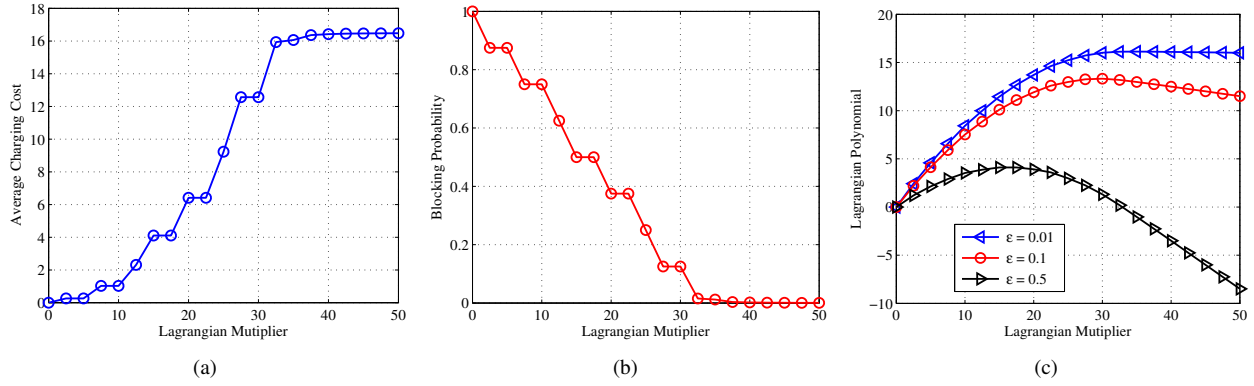 18
16
14
12
10
8
6
4
2
0
0 10 20 30 40 50
Average Charging Cost
Lagrangian Mutiplier
(a)
1
0.8
0.6
0.4
0.2
0
0 10 20 30 40 50
Blocking Probability
Lagrangian Mutiplier
(b)
20
15
10
5
0
−5
−10
0 10 20 30 40 50
Lagrangian Polynomial
Lagrangian Mutiplier
ε = 0.01
ε = 0.1
ε = 0.5
(c)